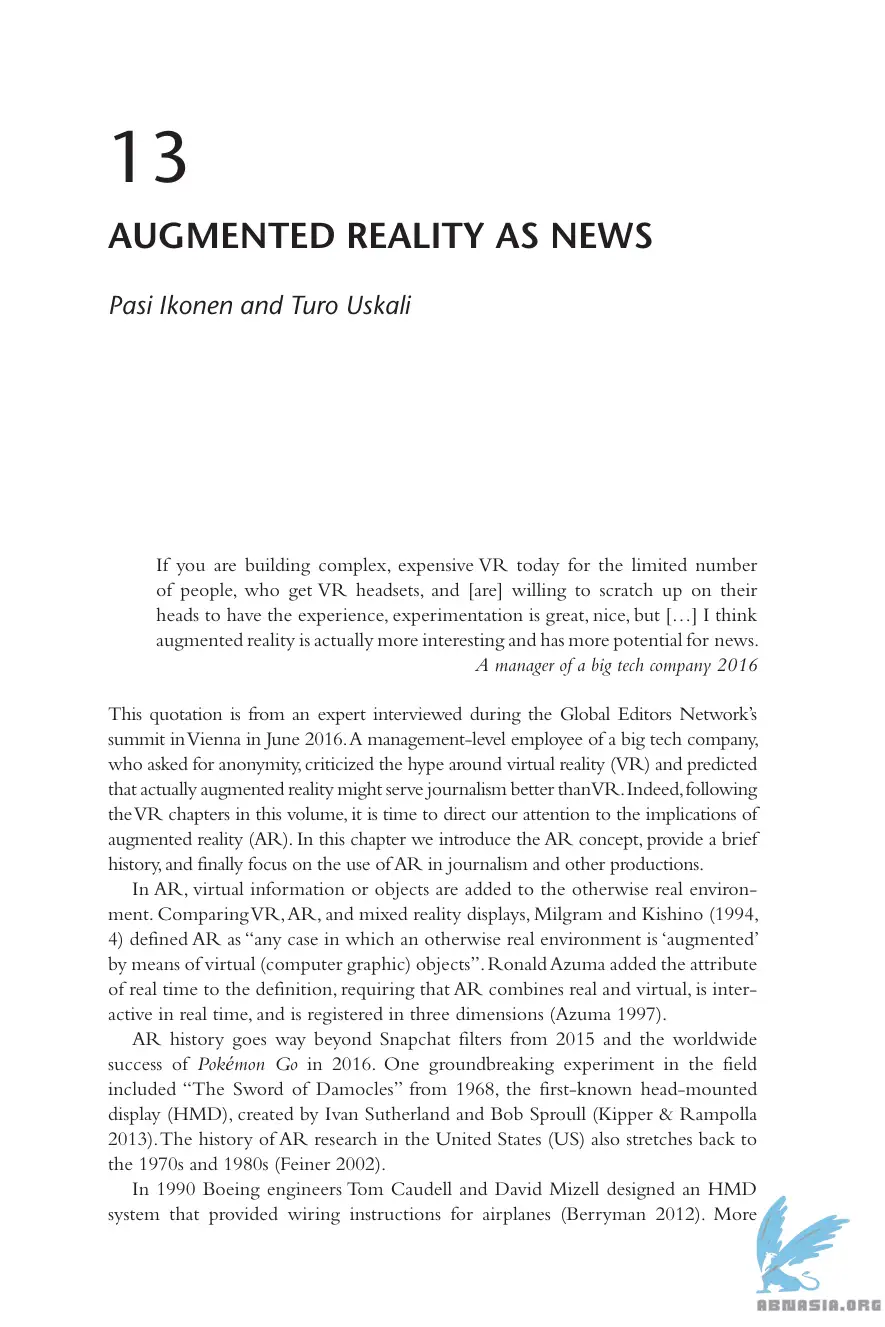 13
AUGMENTED REALITY AS NEWS
Pasi Ikonen and Turo Uskali
If you are building complex, expensive VR today for the limited number
of people, who get VR headsets, and [are] willing to scratch up on their
heads to have the experience, experimentation is great, nice, but […] I think
augmented reality is actually more interesting and has more potential for news.
A manager of a big tech company 2016
This quotation is from an expert interviewed during the Global Editors Network’s
summit in Vienna in June 2016. A management-level employee of a big tech company,
who asked for anonymity, criticized the hype around virtual reality (VR) and predicted
that actually augmented reality might serve journalism better than VR. Indeed, following
the VR chapters in this volume, it is time to direct our attention to the implications of
augmented reality (AR). In this chapter we introduce the AR concept, provide a brief
history, and finally focus on the use of AR in journalism and other productions.
In AR, virtual information or objects are added to the otherwise real environ-
ment. Comparing VR, AR, and mixed reality displays, Milgram and Kishino (1994,
4) defined AR as “any case in which an otherwise real environment is ‘augmented’
by means of virtual (computer graphic) objects”. Ronald Azuma added the attribute
of real time to the definition, requiring that AR combines real and virtual, is inter-
active in real time, and is registered in three dimensions (Azuma 1997).
AR history goes way beyond Snapchat filters from 2015 and the worldwide
success of Pokémon Go in 2016. One groundbreaking experiment in the field
included “The Sword of Damocles” from 1968, the first-known head-mounted
display (HMD), created by Ivan Sutherland and Bob Sproull (Kipper & Rampolla
2013). The history of AR research in the United States (US) also stretches back to
the 1970s and 1980s (Feiner 2002).
In 1990 Boeing engineers Tom Caudell and David Mizell designed an HMD
system that provided wiring instructions for airplanes (Berryman 2012). More
ABNASIA.ORG